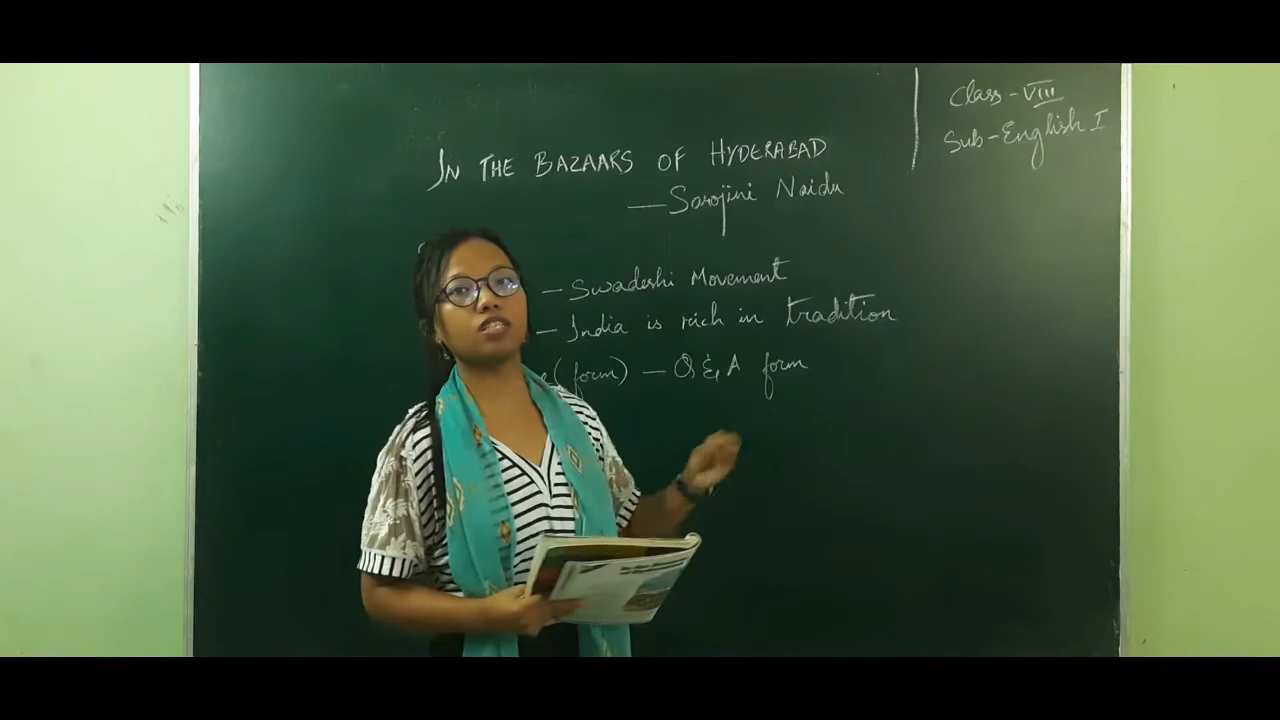 IN THE BAZAARS OF HYDERABAD
— Sarojini Naidu
Class - VIII
Sub - English I
— Swadeshi Movement
— India is rich in tradition
(form) — Q & A form